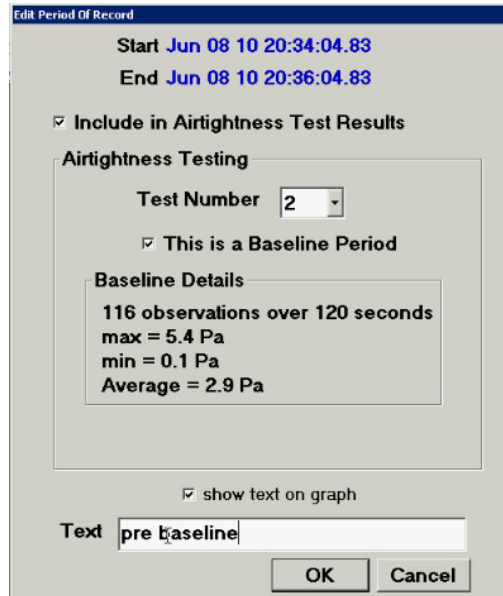 Edit Period Of Record
Start Jun 08 10 20:34:04.83
End Jun 08 10 20:36:04.83
Include in Airtightness Test Results
Airtightness Testing
Test Number 2
This is a Baseline Period
Baseline Details
116 observations over 120 seconds
max = 5.4 Pa
min = 0.1 Pa
Average = 2.9 Pa
show text on graph
Text pre baseline
OK Cancel